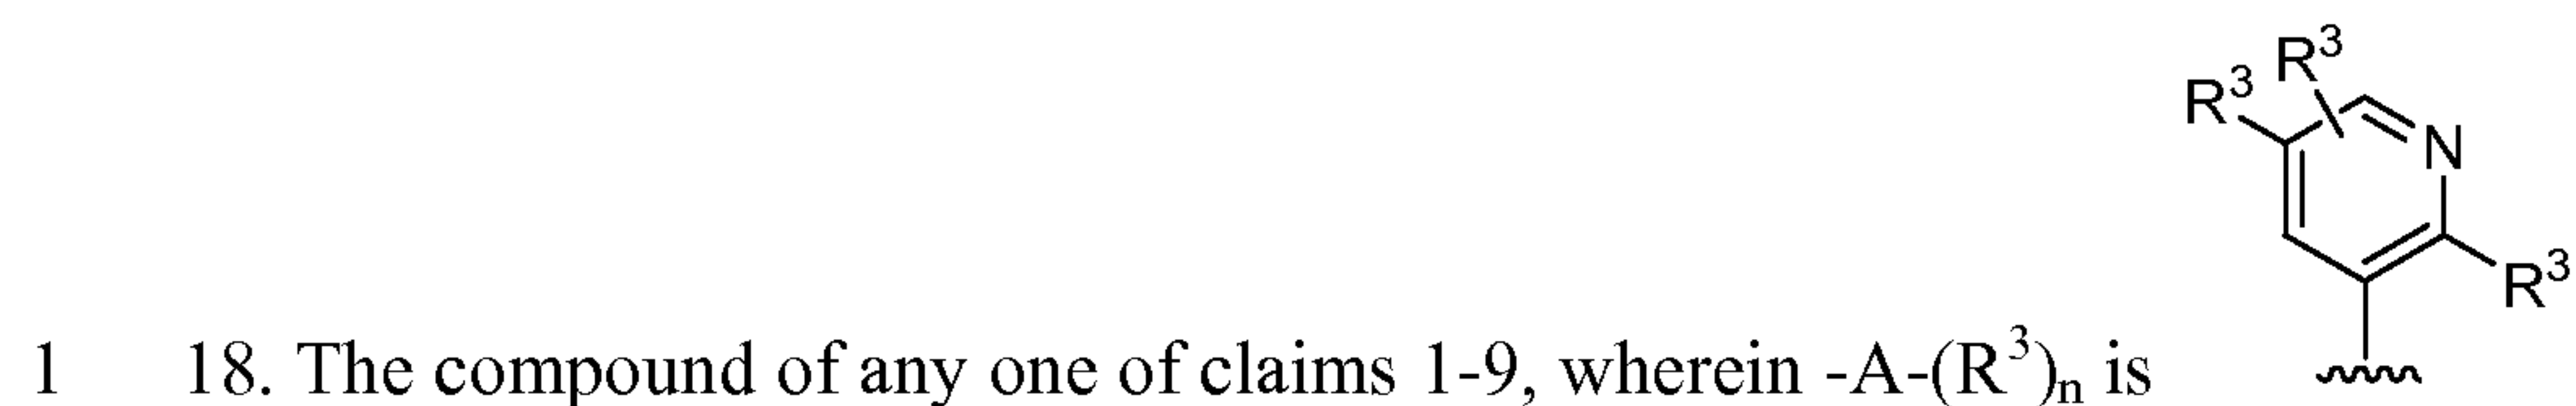 R³
R³
N
R³
1 18. The compound of any one of claims 1-9, wherein -A-(R³)ₙ is